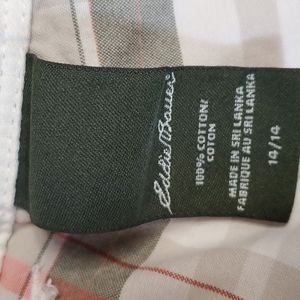 Eddie Bauer®
100% COTTON/
COTON
MADE IN SRI LANKA
FABRIQUE AU SRI LANKA
14/14